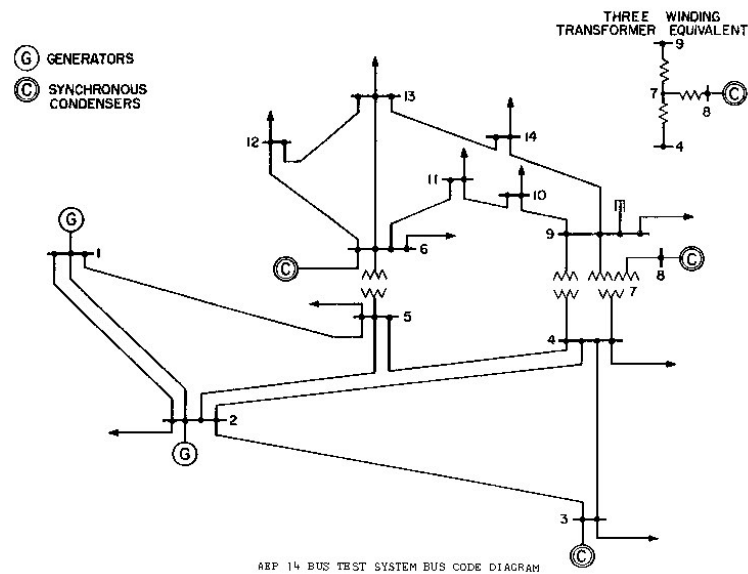 THREE WINDING
TRANSFORMER EQUIVALENT
9
7
8
C
4
G GENERATORS
C SYNCHRONOUS
CONDENSERS
13
12
14
11
10
G
1
6
9
C
8
C
7
5
4
2
G
3
C
AEP 14 BUS TEST SYSTEM BUS CODE DIAGRAM